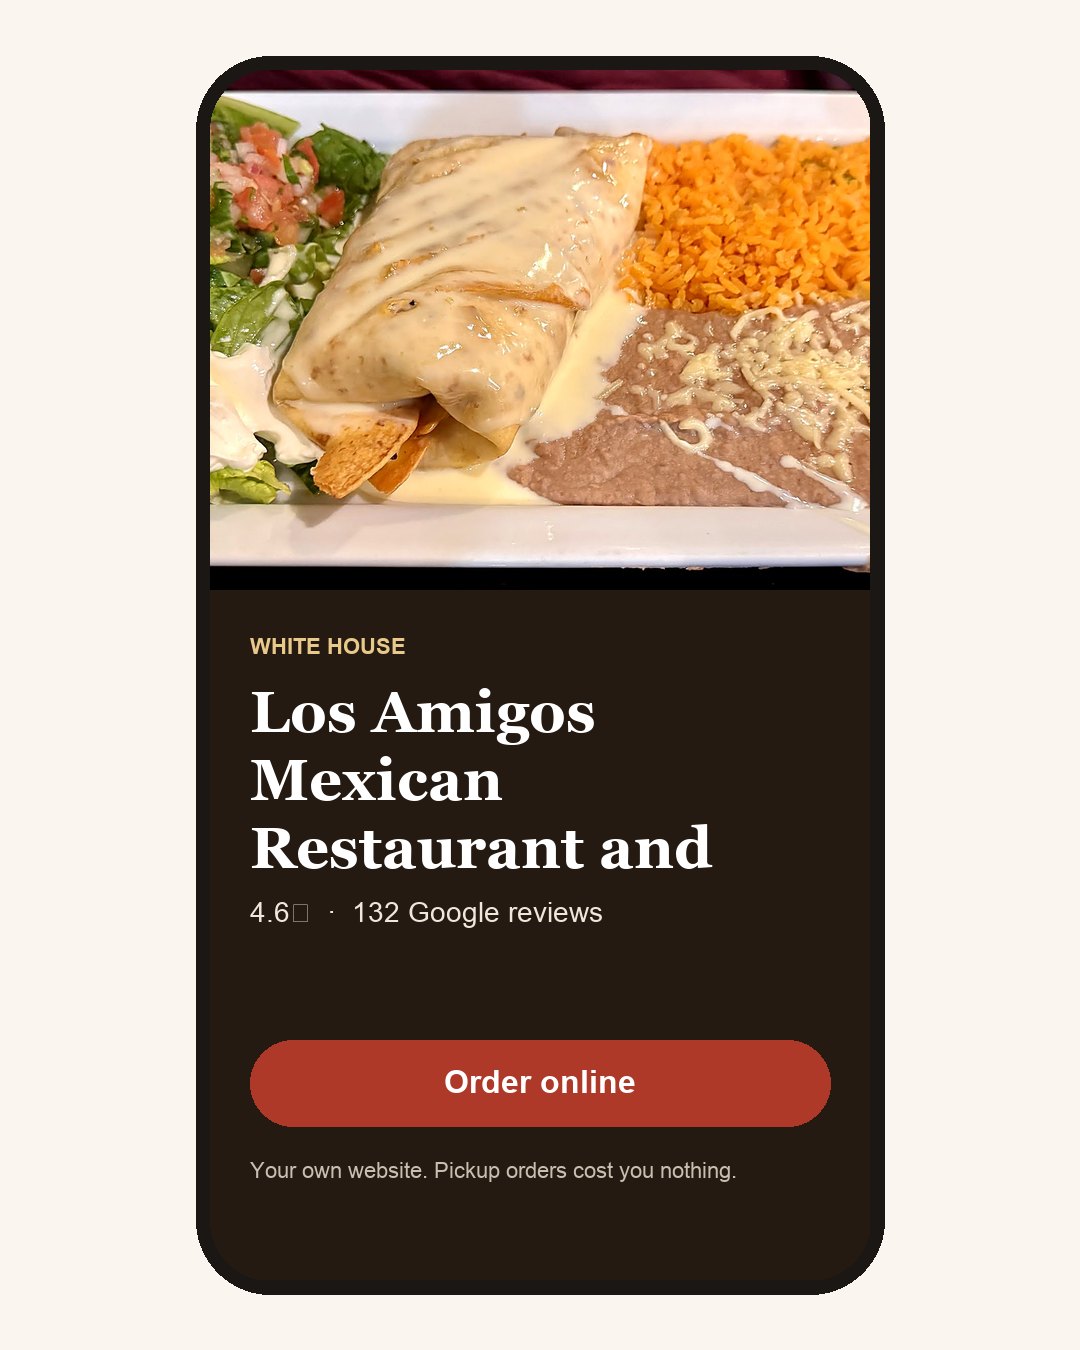 WHITE HOUSE
Los Amigos
Mexican
Restaurant and
4.6□ · 132 Google reviews
Order online
Your own website. Pickup orders cost you nothing.